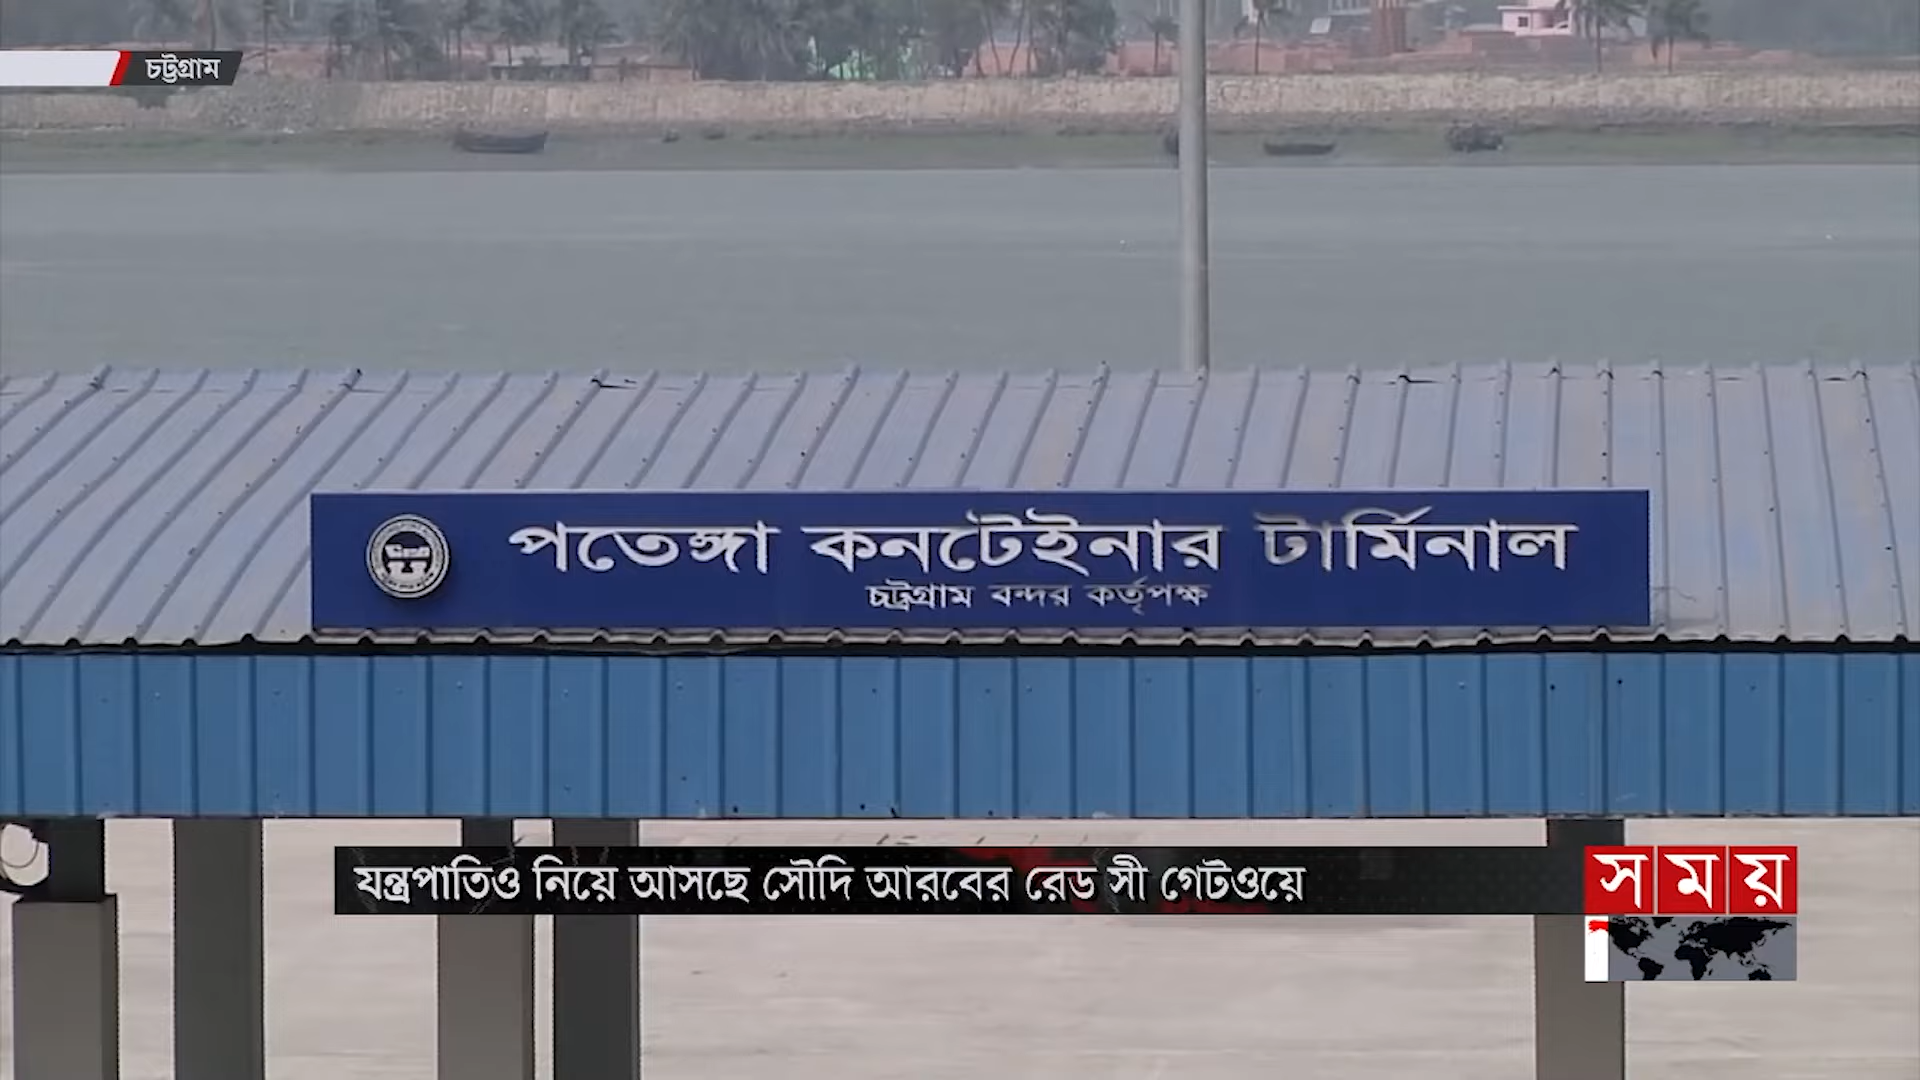 চট্টগ্রাম
পতেঙ্গা কনটেইনার টার্মিনাল
চট্টগ্রাম বন্দর কর্তৃপক্ষ
যন্ত্রপাতিও নিয়ে আসছে সৌদি আরবের রেড সী গেটওয়ে
সময়